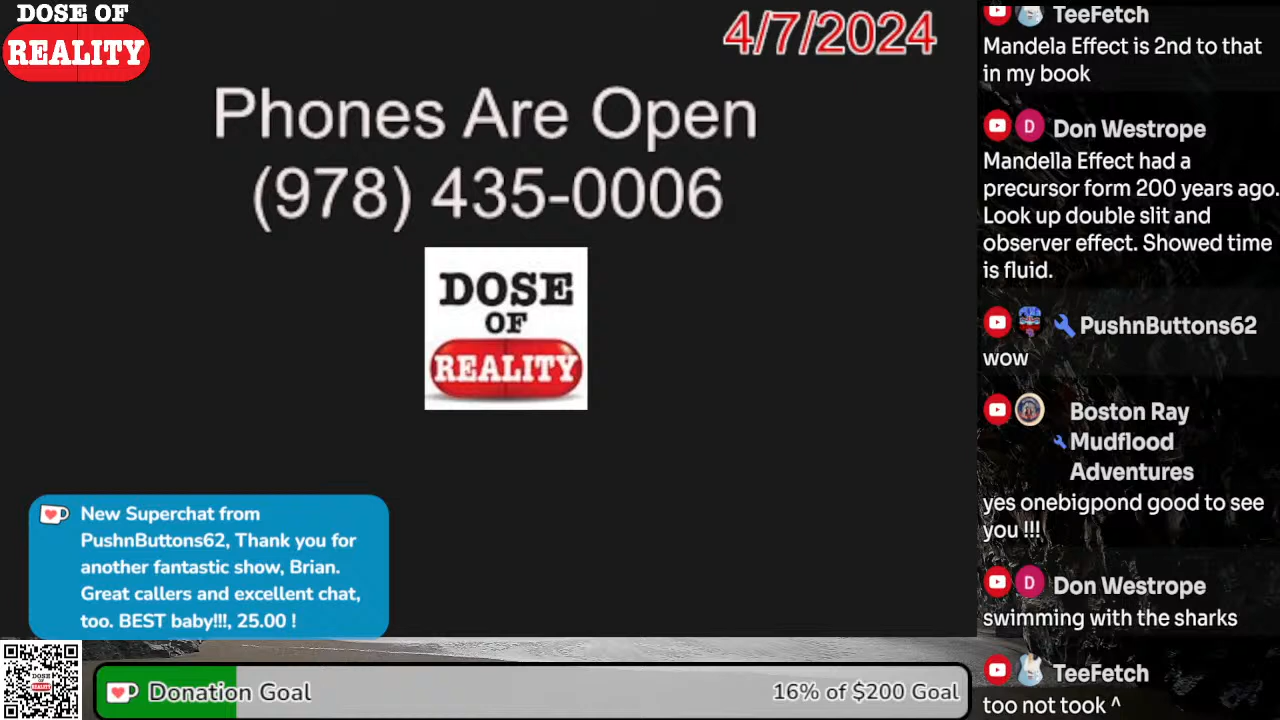 DOSE OF
REALITY
4/7/2024
Phones Are Open
(978) 435-0006
DOSE
OF
REALITY
New Superchat from
PushnButtons62, Thank you for
another fantastic show, Brian.
Great callers and excellent chat,
too. BEST baby!!!, 25.00 !
DOSE
OF
REALITY
Donation Goal
16% of $200 Goal
TeeFetch
Mandela Effect is 2nd to that
in my book
D
Don Westrope
Mandella Effect had a
precursor form 200 years ago.
Look up double slit and
observer effect. Showed time
is fluid.
PushnButtons62
wow
Boston Ray
Mudflood
Adventures
yes onebigpond good to see
you !!!
D
Don Westrope
swimming with the sharks
TeeFetch
too not took ^